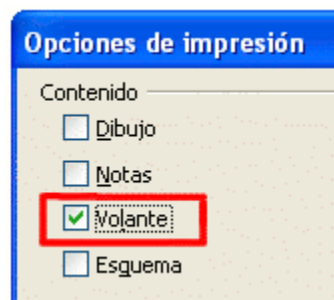 Opciones de impresión
Contenido
Dibujo
Notas
Volante
Esquema